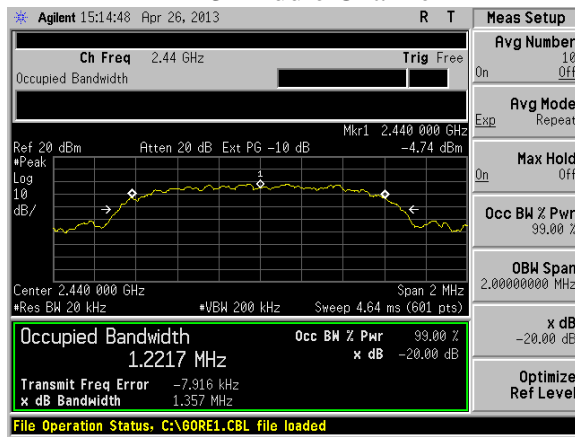 Agilent 15:14:48 Apr 26, 2013 R T
Meas Setup
Ch Freq 2.44 GHz Trig Free
Occupied Bandwidth
Mkr1 2.440 000 GHz
Ref 20 dBm Atten 20 dB Ext PG -10 dB -4.74 dBm
#Peak
Log
10
dB/
1
Center 2.440 000 GHz Span 2 MHz
#Res BW 20 kHz #VBW 200 kHz Sweep 4.64 ms (601 pts)
Occupied Bandwidth
1.2217 MHz
Occ BW % Pwr 99.00 %
x dB -20.00 dB
Transmit Freq Error -7.916 kHz
x dB Bandwidth 1.357 MHz
File Operation Status, C:\GORE1.CBL file loaded
Avg Number
10
On Off
Avg Mode
Exp Repeat
Max Hold
On Off
Occ BW % Pwr
99.00 %
OBW Span
2.00000000 MHz
x dB
-20.00 dB
Optimize
Ref Level